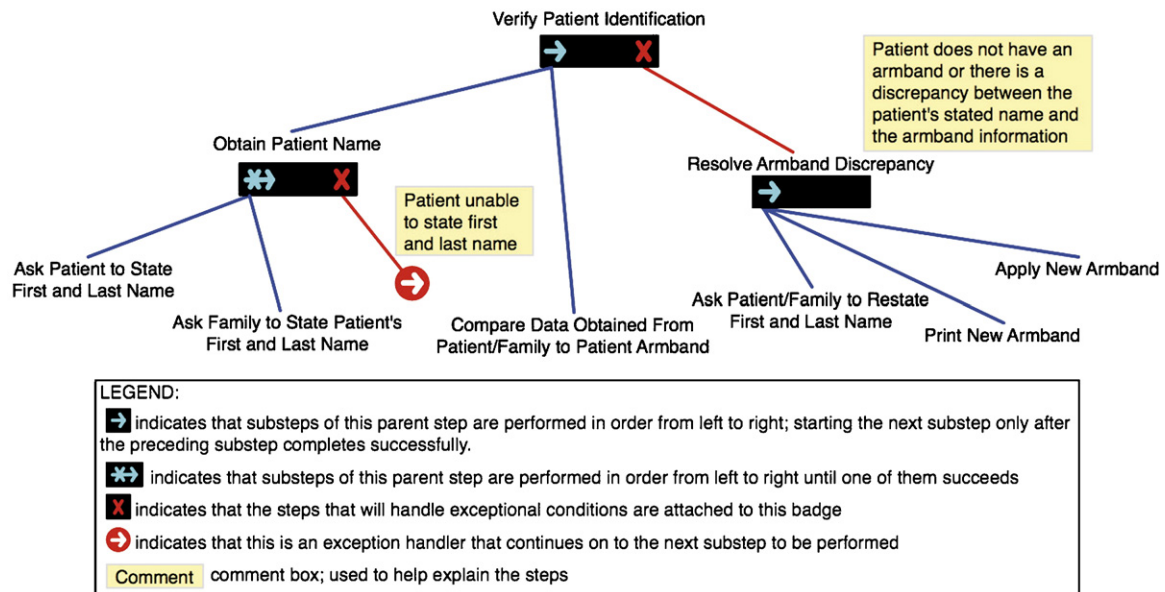 Verify Patient Identification
Patient does not have an
armband or there is a
discrepancy between the
patient's stated name and
the armband information
Obtain Patient Name
Resolve Armband Discrepancy
Patient unable
to state first
and last name
Ask Patient to State
First and Last Name
Ask Family to State Patient's
First and Last Name
Compare Data Obtained From
Patient/Family to Patient Armband
Ask Patient/Family to Restate
First and Last Name
Print New Armband
Apply New Armband
LEGEND:
indicates that substeps of this parent step are performed in order from left to right; starting the next substep only after
the preceding substep completes successfully.
indicates that substeps of this parent step are performed in order from left to right until one of them succeeds
indicates that the steps that will handle exceptional conditions are attached to this badge
indicates that this is an exception handler that continues on to the next substep to be performed
Comment comment box; used to help explain the steps